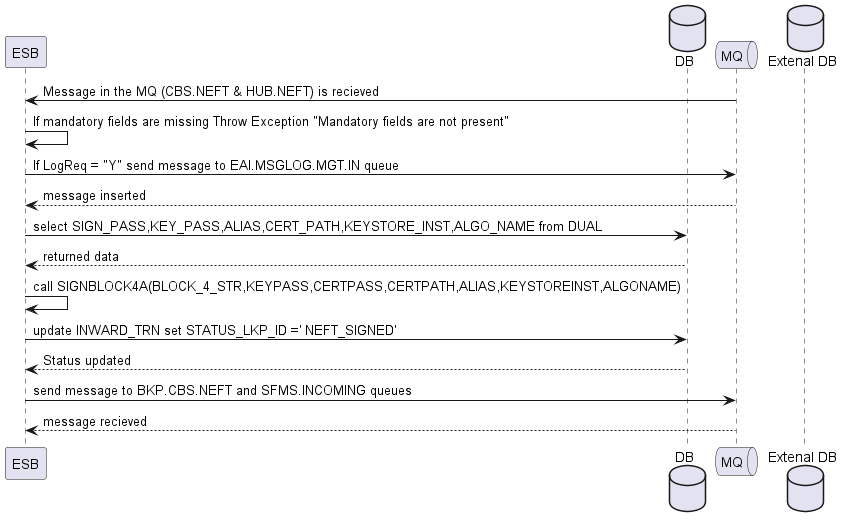 ESB
DB
MQ
Extenal DB
Message in the MQ (CBS.NEFT & HUB.NEFT) is recieved
If mandatory fields are missing Throw Exception "Mandatory fields are not present"
If LogReq = "Y" send message to EAI.MSGLOG.MGT.IN queue
message inserted
select SIGN_PASS,KEY_PASS,ALIAS,CERT_PATH,KEYSTORE_INST,ALGO_NAME from DUAL
returned data
call SIGNBLOCK4A(BLOCK_4_STR,KEYPASS,CERTPASS,CERTPATH,ALIAS,KEYSTOREINST,ALGONAME)
update INWARD_TRN set STATUS_LKP_ID =' NEFT_SIGNED'
Status updated
send message to BKP.CBS.NEFT and SFMS.INCOMING queues
message recieved
ESB
DB
MQ
Extenal DB